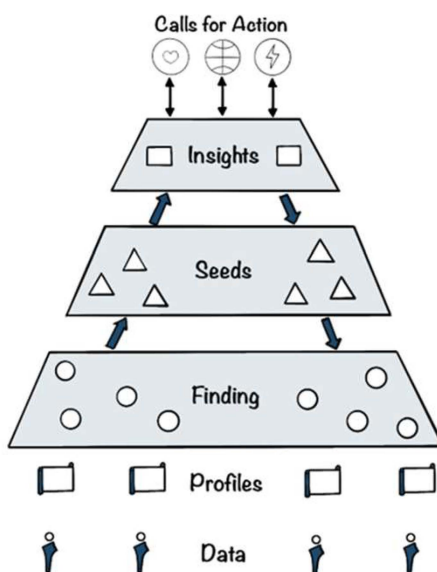 Calls for Action
Insights
Seeds
Finding
Profiles
Data